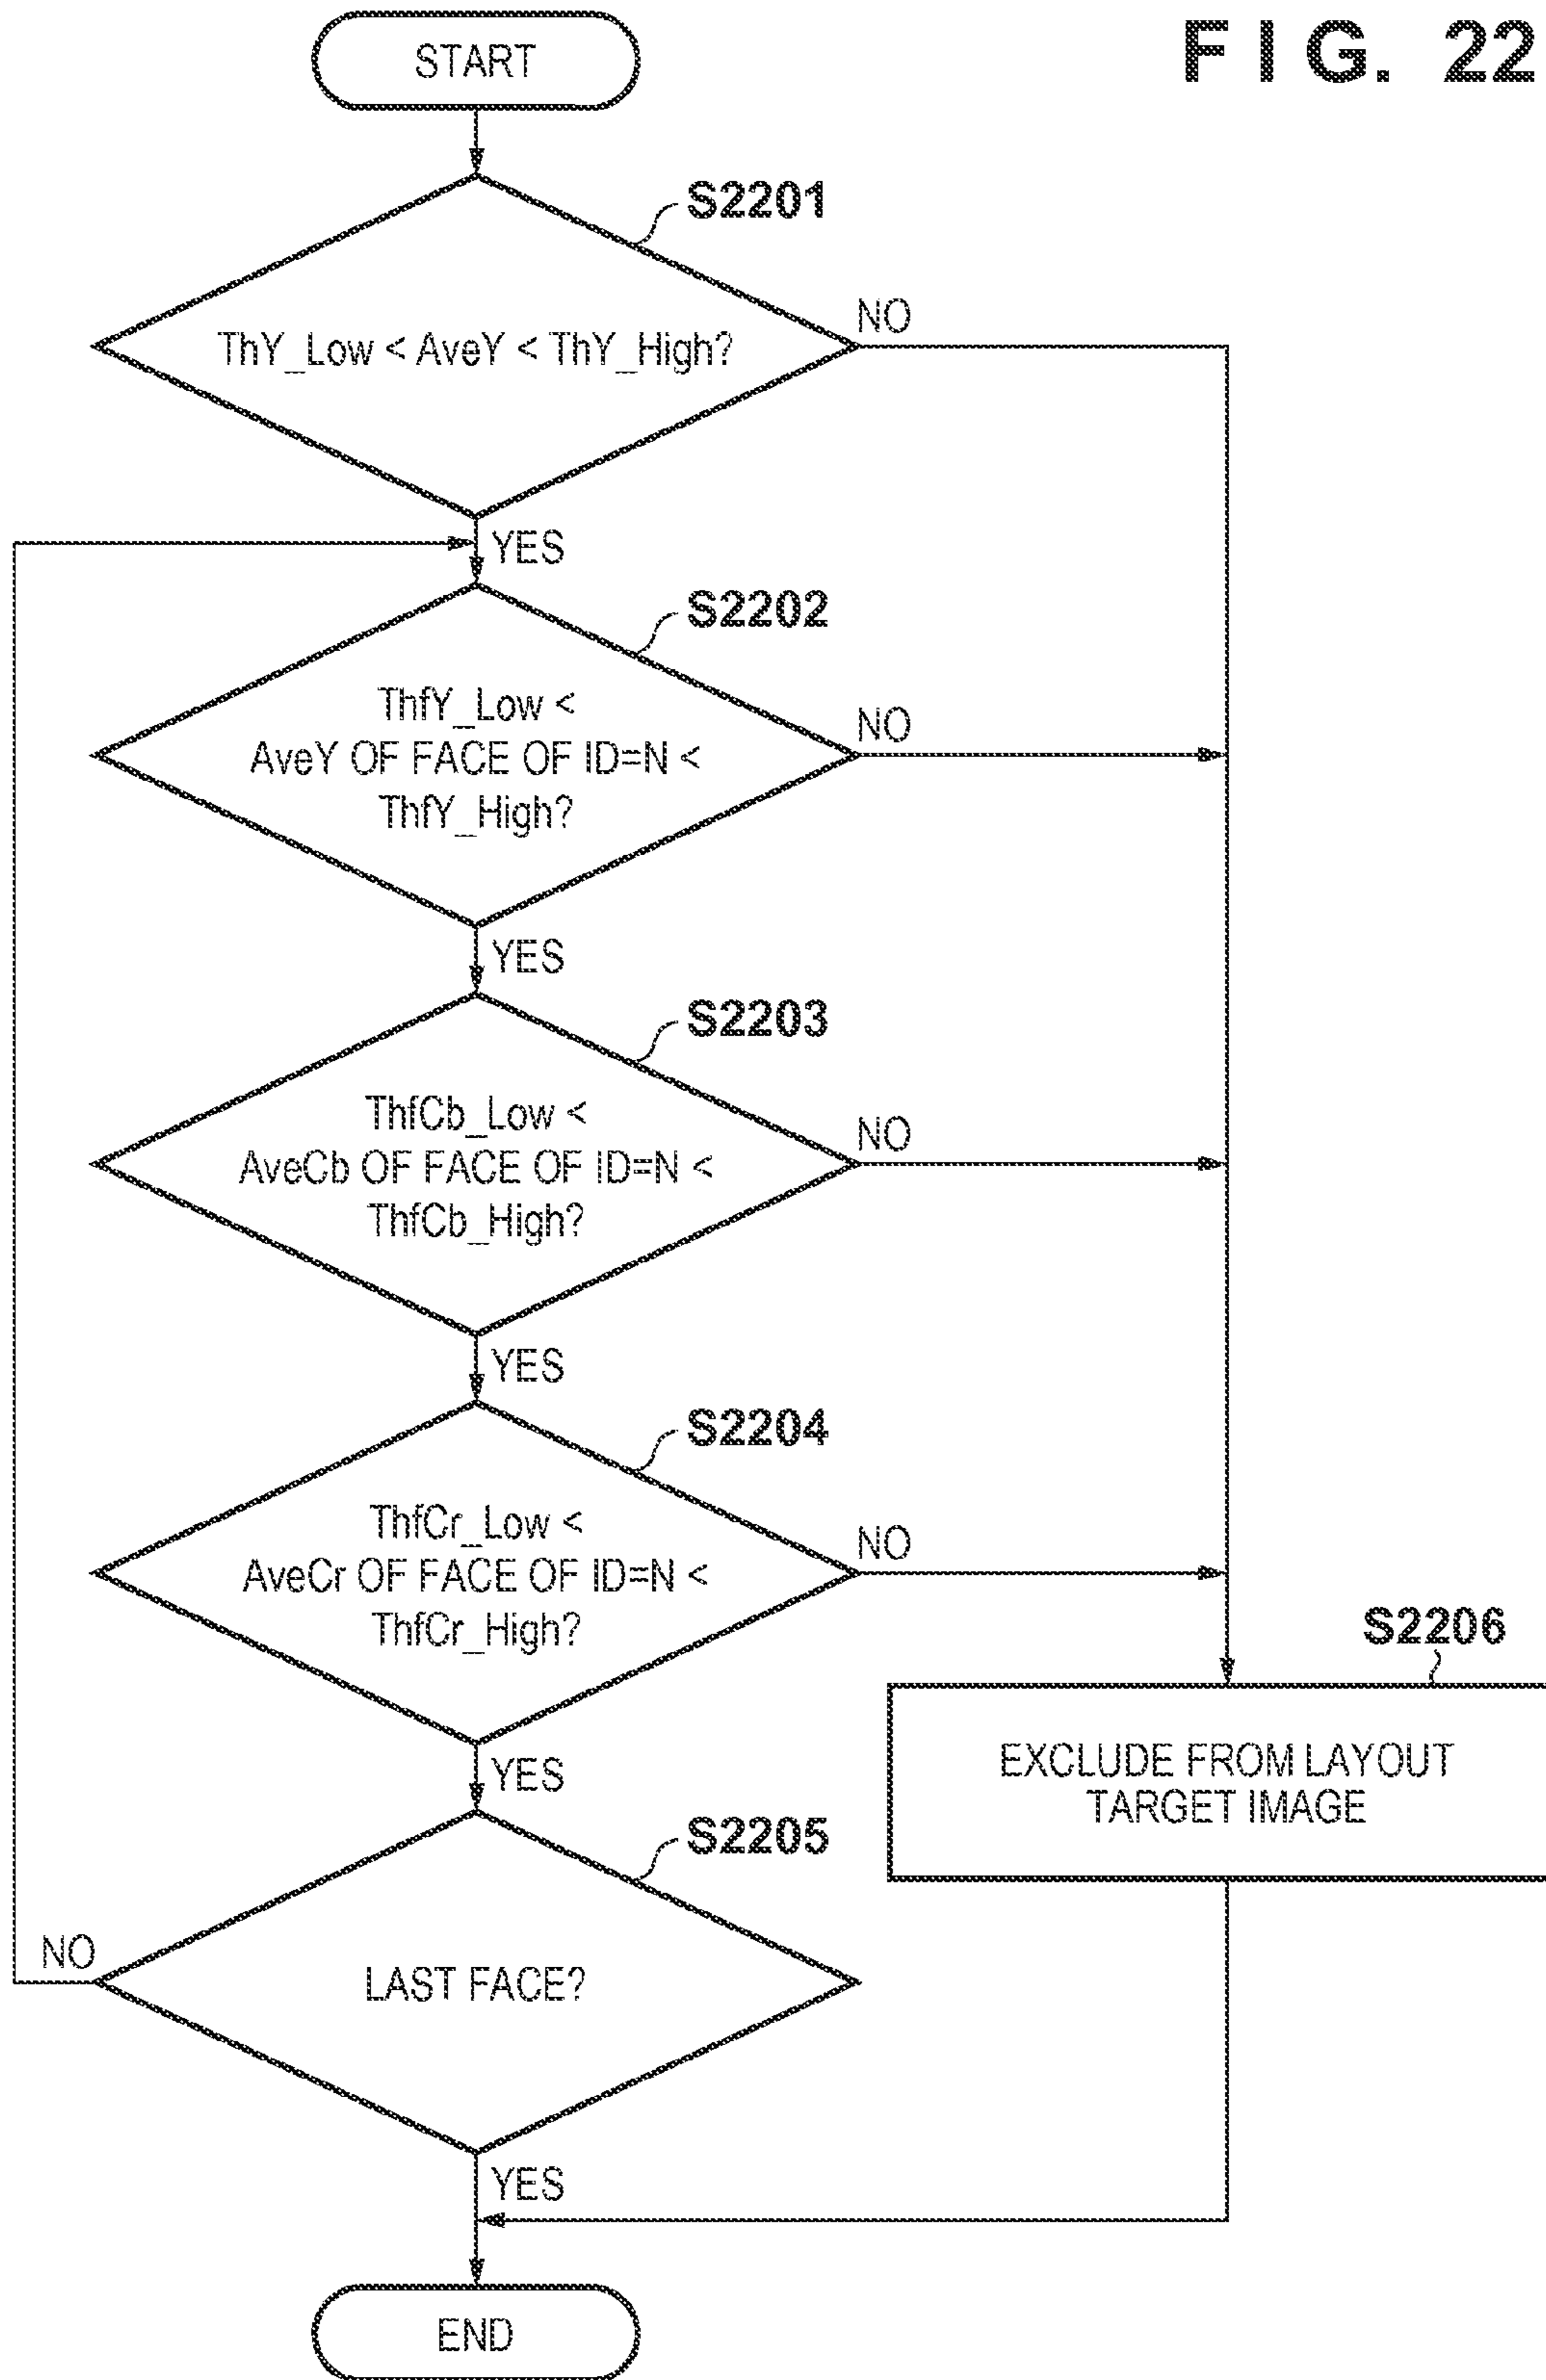 FIG. 22
START
S2201
ThY_Low < AveY < ThY_High?
NO
YES
S2202
ThfY_Low <
AveY OF FACE OF ID=N <
ThfY_High?
NO
YES
S2203
ThfCb_Low <
AveCb OF FACE OF ID=N <
ThfCb_High?
NO
YES
S2204
ThfCr_Low <
AveCr OF FACE OF ID=N <
ThfCr_High?
NO
YES
S2206
EXCLUDE FROM LAYOUT
TARGET IMAGE
S2205
LAST FACE?
NO
YES
END